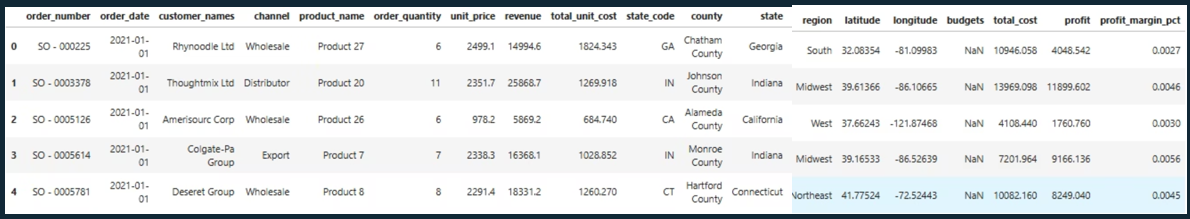 order_number order_date customer_names channel product_name order_quantity unit_price revenue total_unit_cost state_code county state region latitude longitude budgets total_cost profit profit_margin_pct
0 SO - 000225 2021-01-01 Rhynoodle Ltd Wholesale Product 27 6 2499.1 14994.6 1824.343 GA Chatham County Georgia South 32.08354 -81.09983 NaN 10946.058 4048.542 0.0027
1 SO - 0003378 2021-01-01 Thoughtmix Ltd Distributor Product 20 11 2351.7 25868.7 1269.918 IN Johnson County Indiana Midwest 39.61366 -86.10665 NaN 13969.098 11899.602 0.0046
2 SO - 0005126 2021-01-01 Amerisourc Corp Wholesale Product 26 6 978.2 5869.2 684.740 CA Alameda County California West 37.66243 -121.87468 NaN 4108.440 1760.760 0.0030
3 SO - 0005614 2021-01-01 Colgate-Pa Group Export Product 7 7 2338.3 16368.1 1028.852 IN Monroe County Indiana Midwest 39.16533 -86.52639 NaN 7201.964 9166.136 0.0056
4 SO - 0005781 2021-01-01 Deseret Group Wholesale Product 8 8 2291.4 18331.2 1260.270 CT Hartford County Connecticut Northeast 41.77524 -72.52443 NaN 10082.160 8249.040 0.0045